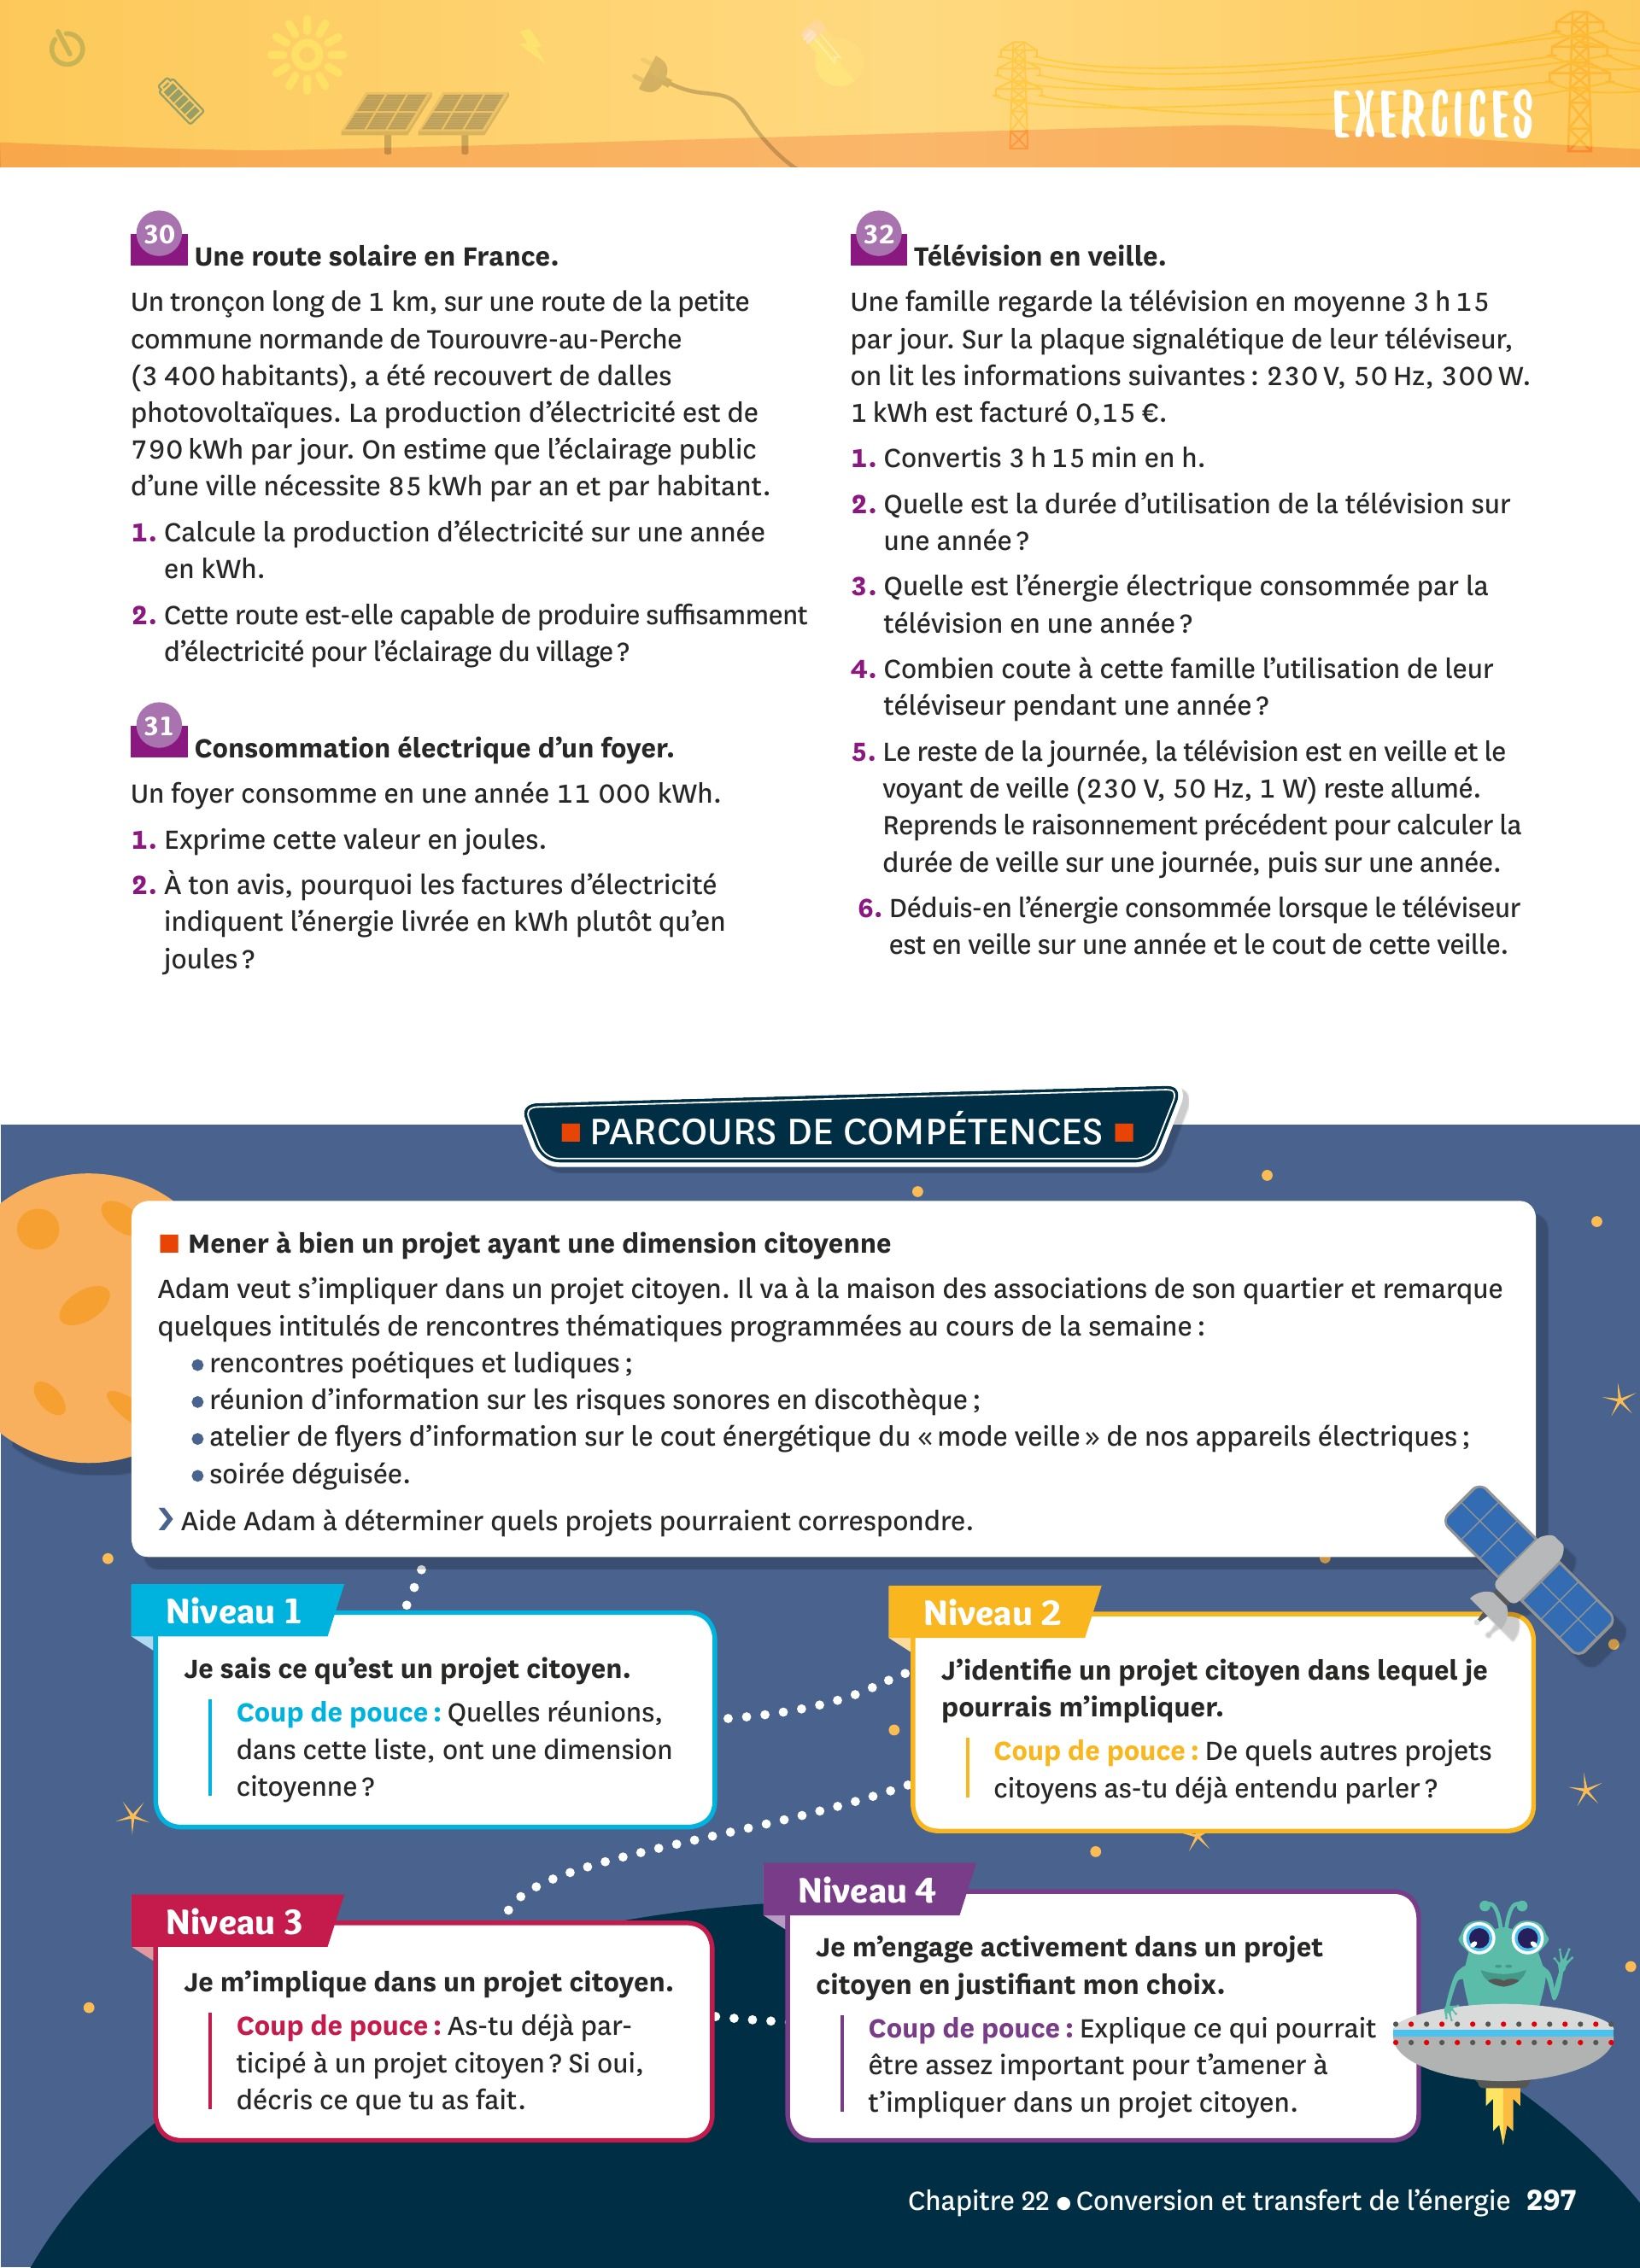 EXERCICES
30 Une route solaire en France.
Un tronçon long de 1 km, sur une route de la petite
commune normande de Tourouvre-au-Perche
(3 400 habitants), a été recouvert de dalles
photovoltaïques. La production d’électricité est de
790 kWh par jour. On estime que l’éclairage public
d’une ville nécessite 85 kWh par an et par habitant.
1. Calcule la production d’électricité sur une année
en kWh.
2. Cette route est-elle capable de produire suffisamment
d’électricité pour l’éclairage du village ?
31 Consommation électrique d’un foyer.
Un foyer consomme en une année 11 000 kWh.
1. Exprime cette valeur en joules.
2. À ton avis, pourquoi les factures d’électricité
indiquent l’énergie livrée en kWh plutôt qu’en
joules ?
32 Télévision en veille.
Une famille regarde la télévision en moyenne 3 h 15
par jour. Sur la plaque signalétique de leur téléviseur,
on lit les informations suivantes : 230 V, 50 Hz, 300 W.
1 kWh est facturé 0,15 €.
1. Convertis 3 h 15 min en h.
2. Quelle est la durée d’utilisation de la télévision sur
une année ?
3. Quelle est l’énergie électrique consommée par la
télévision en une année ?
4. Combien coute à cette famille l’utilisation de leur
téléviseur pendant une année ?
5. Le reste de la journée, la télévision est en veille et le
voyant de veille (230 V, 50 Hz, 1 W) reste allumé.
Reprends le raisonnement précédent pour calculer la
durée de veille sur une journée, puis sur une année.
6. Déduis-en l’énergie consommée lorsque le téléviseur
est en veille sur une année et le cout de cette veille.
■ PARCOURS DE COMPÉTENCES ■
■ Mener à bien un projet ayant une dimension citoyenne
Adam veut s’impliquer dans un projet citoyen. Il va à la maison des associations de son quartier et remarque
quelques intitulés de rencontres thématiques programmées au cours de la semaine :
● rencontres poétiques et ludiques ;
● réunion d’information sur les risques sonores en discothèque ;
● atelier de flyers d’information sur le cout énergétique du « mode veille » de nos appareils électriques ;
● soirée déguisée.
❯ Aide Adam à déterminer quels projets pourraient correspondre.
Niveau 1
Je sais ce qu’est un projet citoyen.
Coup de pouce : Quelles réunions,
dans cette liste, ont une dimension
citoyenne ?
Niveau 2
J’identifie un projet citoyen dans lequel je
pourrais m’impliquer.
Coup de pouce : De quels autres projets
citoyens as-tu déjà entendu parler ?
Niveau 3
Je m’implique dans un projet citoyen.
Coup de pouce : As-tu déjà par-
ticipé à un projet citoyen ? Si oui,
décris ce que tu as fait.
Niveau 4
Je m’engage activement dans un projet
citoyen en justifiant mon choix.
Coup de pouce : Explique ce qui pourrait
être assez important pour t’amener à
t’impliquer dans un projet citoyen.
Chapitre 22 ● Conversion et transfert de l’énergie 297